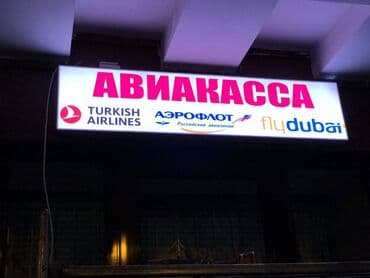 АВИАКАССА
TURKISH
AIRLINES
АЭРОФЛОТ
Российские авиалинии
flydubai